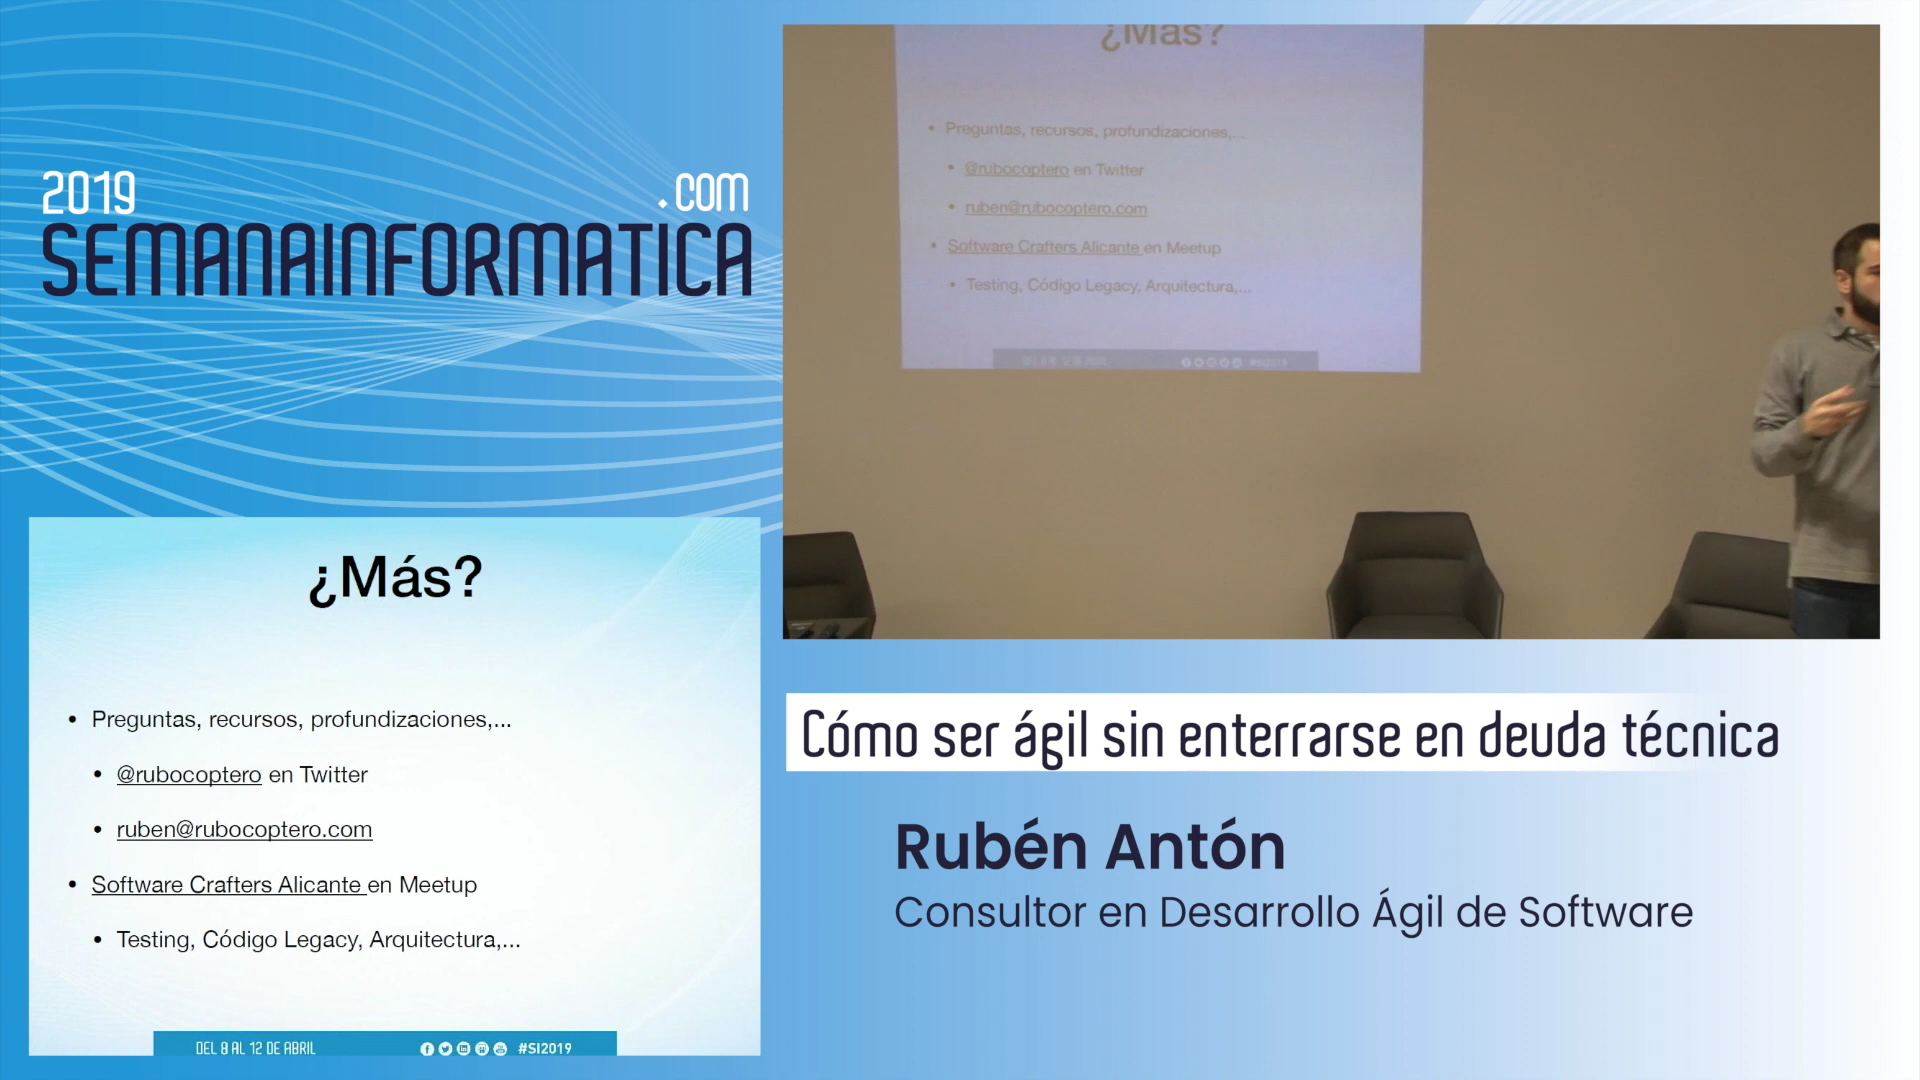 2019
.COM
SEMANAINFORMATICA
¿Más?
• Preguntas, recursos, profundizaciones,...
• @rubocoptero en Twitter
• ruben@rubocoptero.com
• Software Crafters Alicante en Meetup
• Testing, Código Legacy, Arquitectura,...
DEL 8 AL 12 DE ABRIL
#SI2019
¿Más?
• Preguntas, recursos, profundizaciones,...
• @rubocoptero en Twitter
• ruben@rubocoptero.com
• Software Crafters Alicante en Meetup
• Testing, Código Legacy, Arquitectura,...
#SI2019
Cómo ser ágil sin enterrarse en deuda técnica
Rubén Antón
Consultor en Desarrollo Ágil de Software